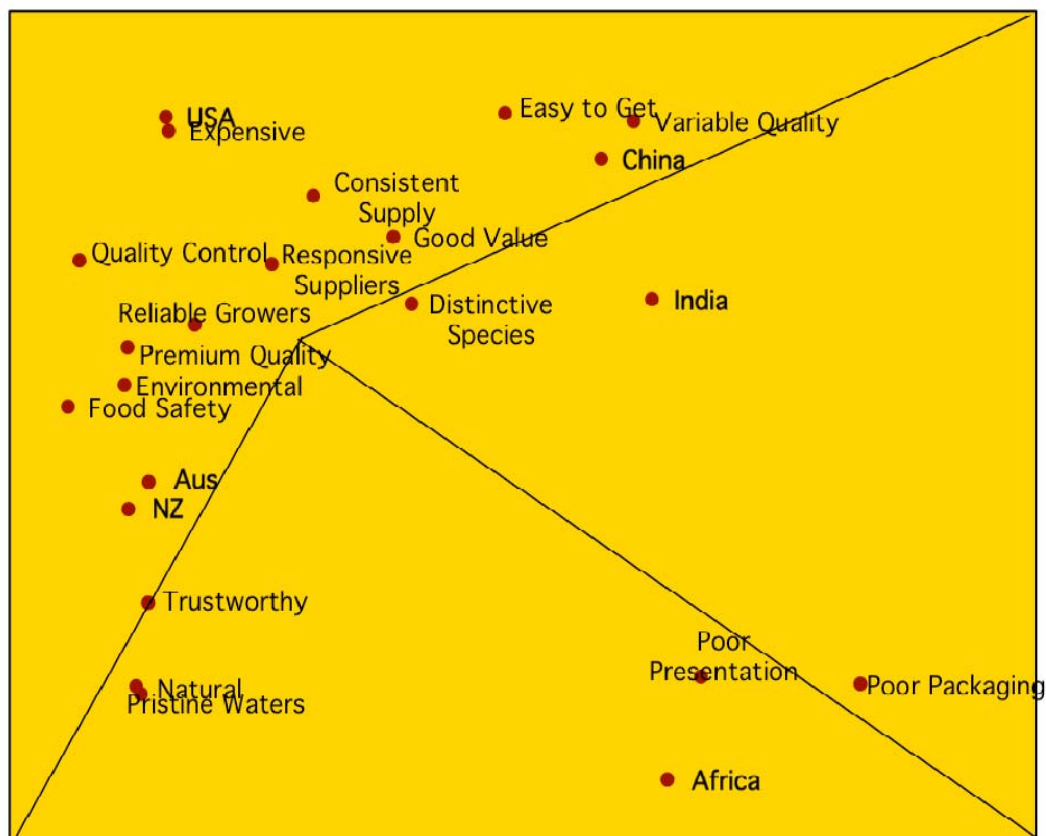 USA
Expensive
Easy to Get
Variable Quality
China
Consistent
Supply
Good Value
Quality Control
Responsive
Suppliers
Distinctive
Species
India
Reliable Growers
Premium Quality
Environmental
Food Safety
Aus
NZ
Trustworthy
Poor
Presentation
Natural
Pristine Waters
Poor Packaging
Africa